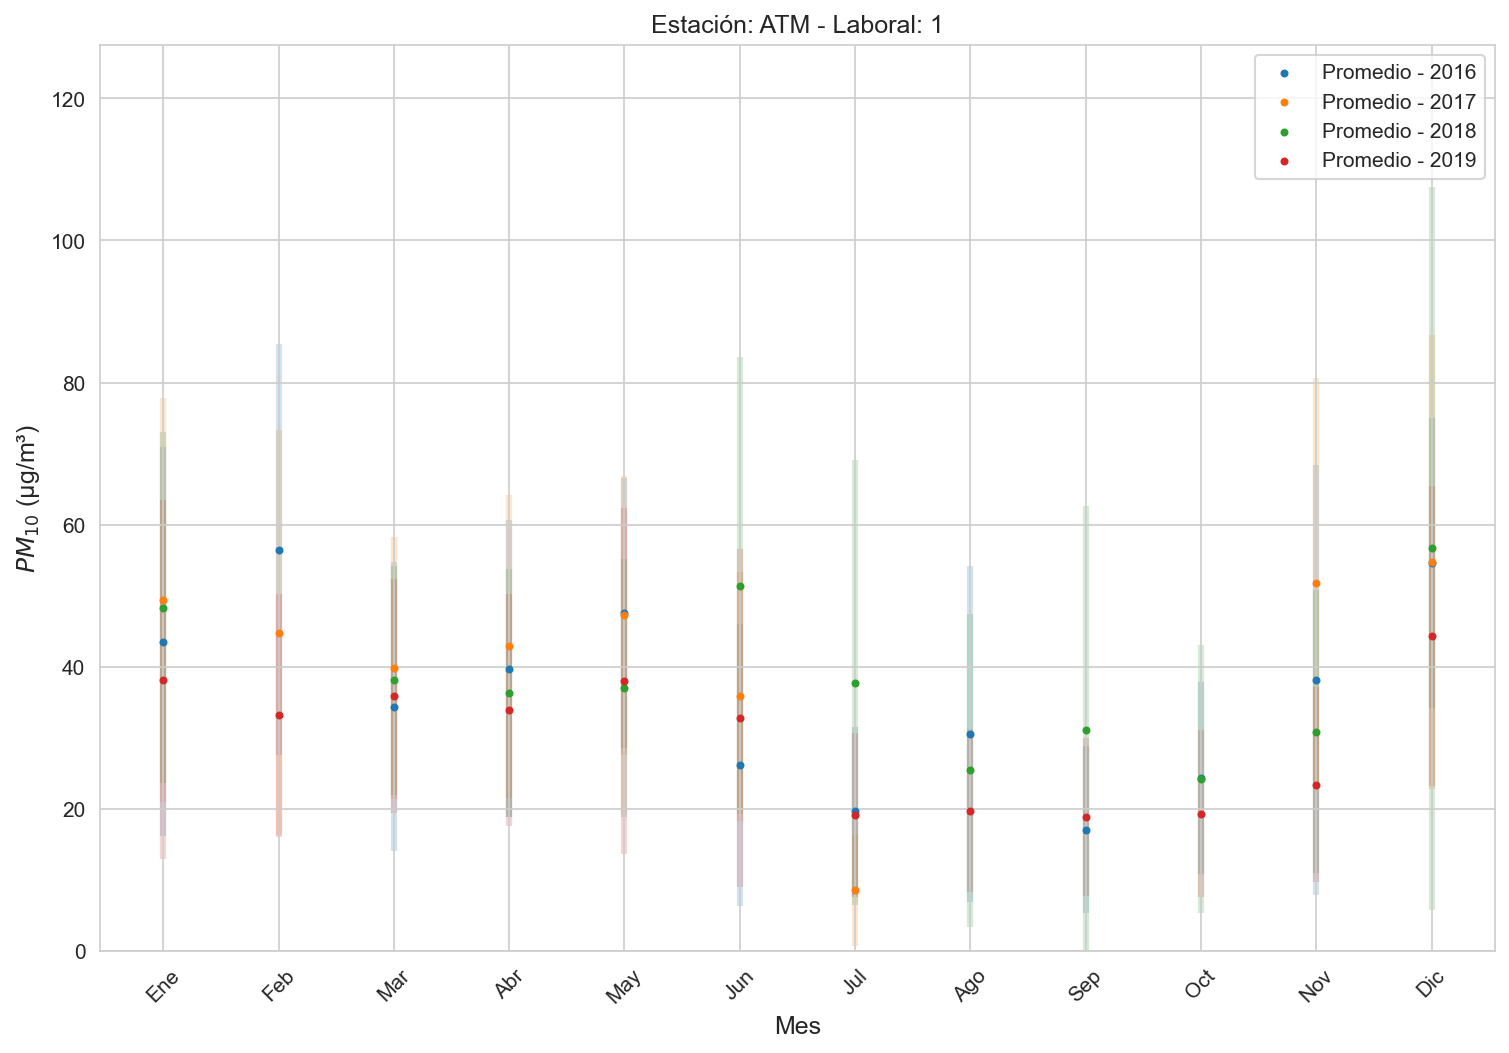 Estación: ATM - Laboral: 1
Promedio - 2016
Promedio - 2017
Promedio - 2018
Promedio - 2019
120
100
80
60
40
20
0
PM₁₀ (µg/m³)
Ene Feb Mar Abr May Jun Jul Ago Sep Oct Nov Dic
Mes